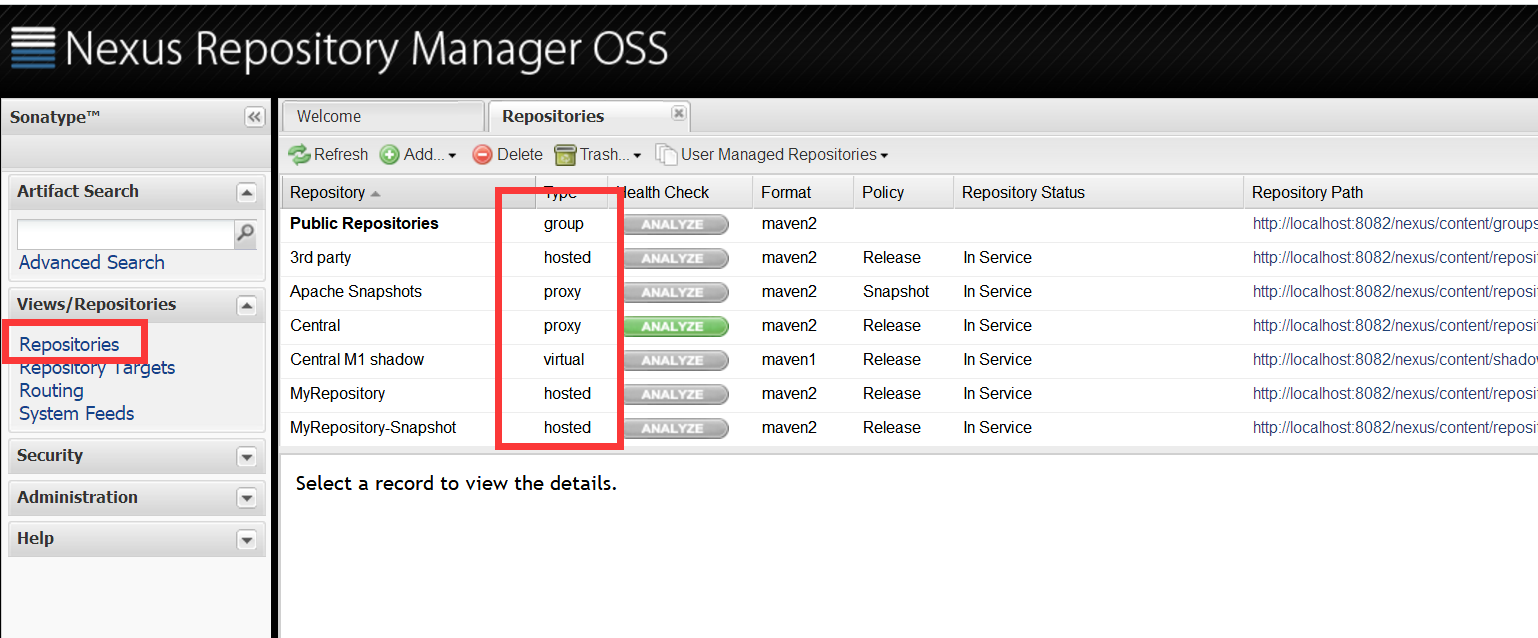 Nexus Repository Manager OSS
Sonatype™
Welcome
Repositories
Refresh Add... Delete Trash... User Managed Repositories
Artifact Search
Advanced Search
Views/Repositories
Repositories
Repository Targets
Routing
System Feeds
Security
Administration
Help
Repository Type Health Check Format Policy Repository Status Repository Path
Public Repositories group ANALYZE maven2 http://localhost:8082/nexus/content/groups
3rd party hosted ANALYZE maven2 Release In Service http://localhost:8082/nexus/content/reposi
Apache Snapshots proxy ANALYZE maven2 Snapshot In Service http://localhost:8082/nexus/content/reposi
Central proxy ANALYZE maven2 Release In Service http://localhost:8082/nexus/content/reposi
Central M1 shadow virtual ANALYZE maven1 Release In Service http://localhost:8082/nexus/content/shado
MyRepository hosted ANALYZE maven2 Release In Service http://localhost:8082/nexus/content/reposi
MyRepository-Snapshot hosted ANALYZE maven2 Release In Service http://localhost:8082/nexus/content/reposi
Select a record to view the details.